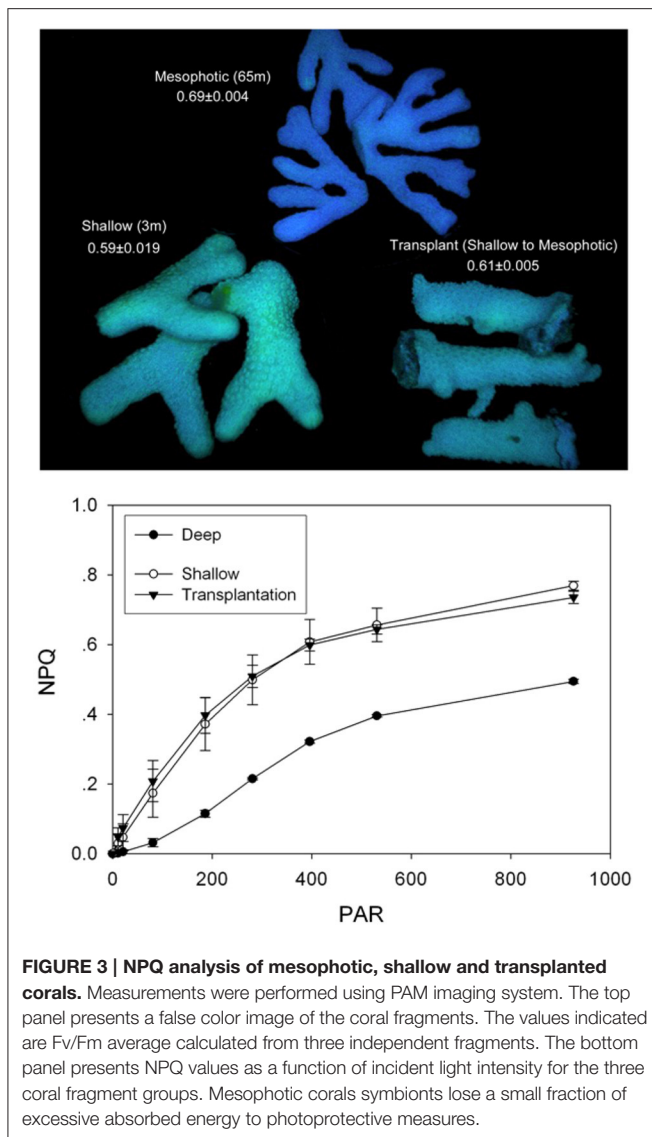 Mesophotic (65m)
0.69±0.004
Shallow (3m)
0.59±0.019
Transplant (Shallow to Mesophotic)
0.61±0.005
1.0
.8
.6
.4
.2
0.0
NPQ
Deep
Shallow
Transplantation
0
200
400
600
800
1000
PAR
FIGURE 3 | NPQ analysis of mesophotic, shallow and transplanted
corals. Measurements were performed using PAM imaging system. The top
panel presents a false color image of the coral fragments. The values indicated
are Fv/Fm average calculated from three independent fragments. The bottom
panel presents NPQ values as a function of incident light intensity for the three
coral fragment groups. Mesophotic corals symbionts lose a small fraction of
excessive absorbed energy to photoprotective measures.